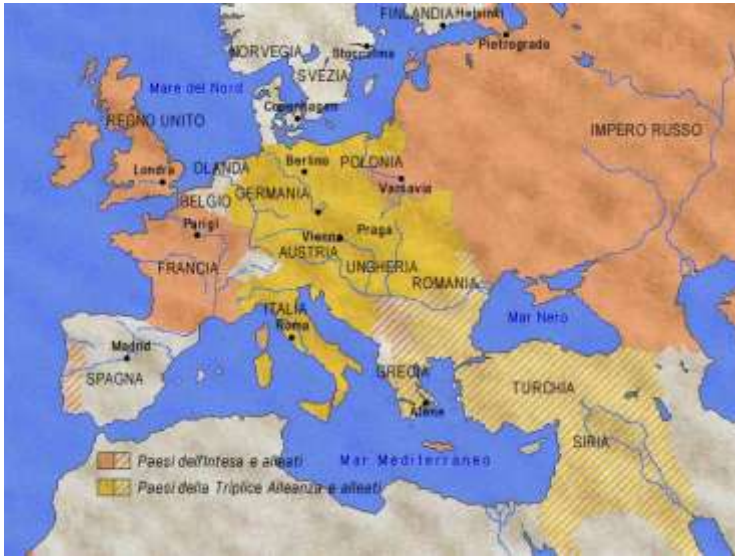 FINLANDIA Helsinki
Pietrogrado
NORVEGIA
Stoccolma
SVEZIA
Mare del Nord
Copenhagen
REGNO UNITO
IMPERO RUSSO
Londra
OLANDA
Berlino
POLONIA
Varsavia
BELGIO
GERMANIA
Parigi
Vienna
Praga
AUSTRIA
FRANCIA
UNGHERIA
ROMANIA
ITALIA
Roma
Mar Nero
Madrid
SPAGNA
GRECIA
TURCHIA
Atene
SIRIA
Paesi dell'Intesa e alleati
Mar Mediterraneo
Paesi della Triplice Alleanza e alleati